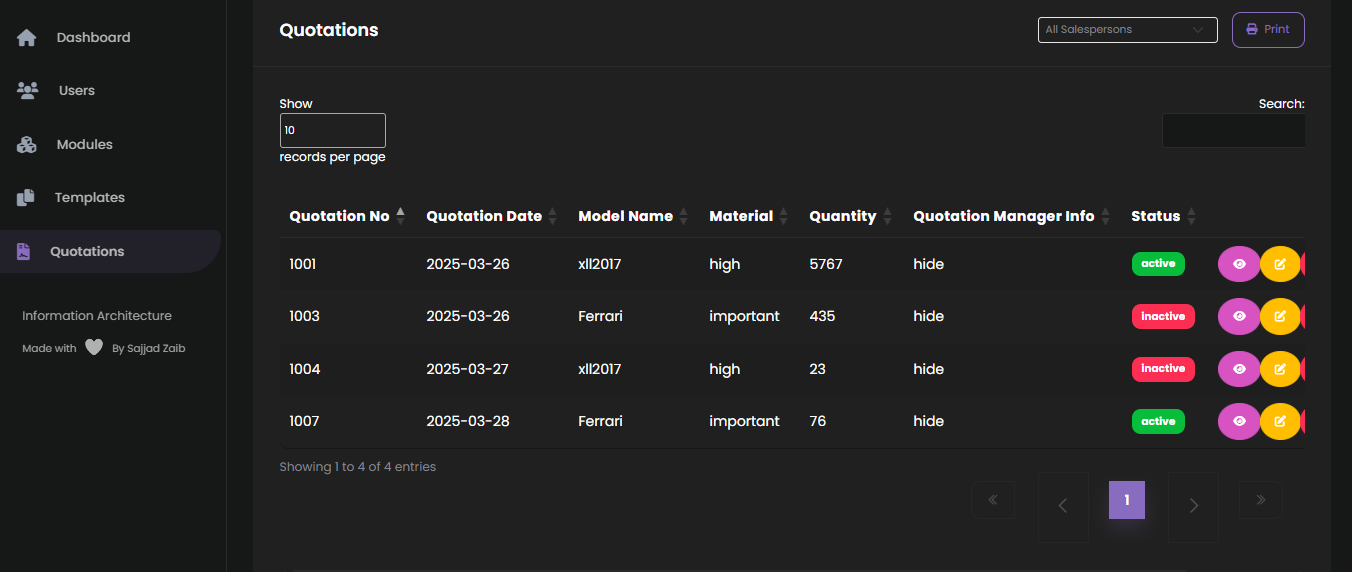 Dashboard
Users
Modules
Templates
Quotations
Information Architecture
Made with By Sajjad Zaib
Quotations
All Salespersons
Print
Show
10
records per page
Search:
Quotation No Quotation Date Model Name Material Quantity Quotation Manager Info Status
1001 2025-03-26 xll2017 high 5767 hide active
1003 2025-03-26 Ferrari important 435 hide inactive
1004 2025-03-27 xll2017 high 23 hide inactive
1007 2025-03-28 Ferrari important 76 hide active
Showing 1 to 4 of 4 entries
1